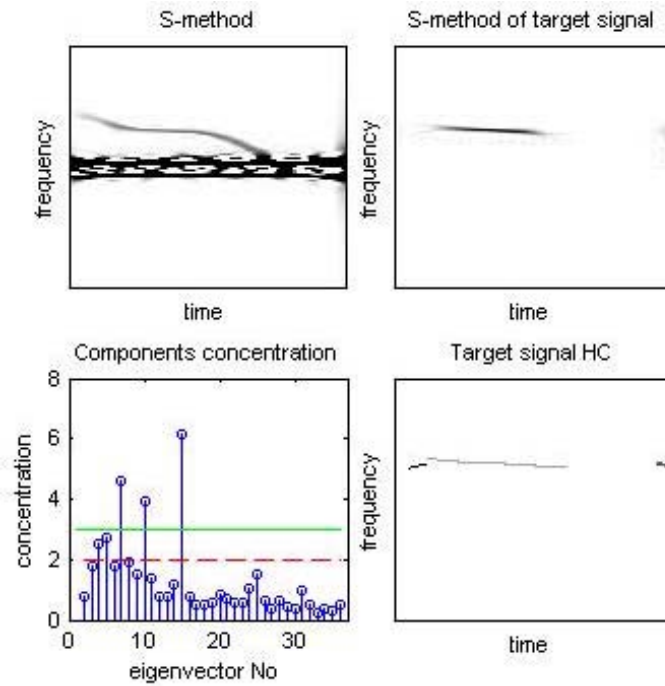 S-method
frequency
time
S-method of target signal
frequency
time
Components concentration
concentration
8
6
4
2
0
0
10
20
30
eigenvector No
Target signal HC
frequency
time